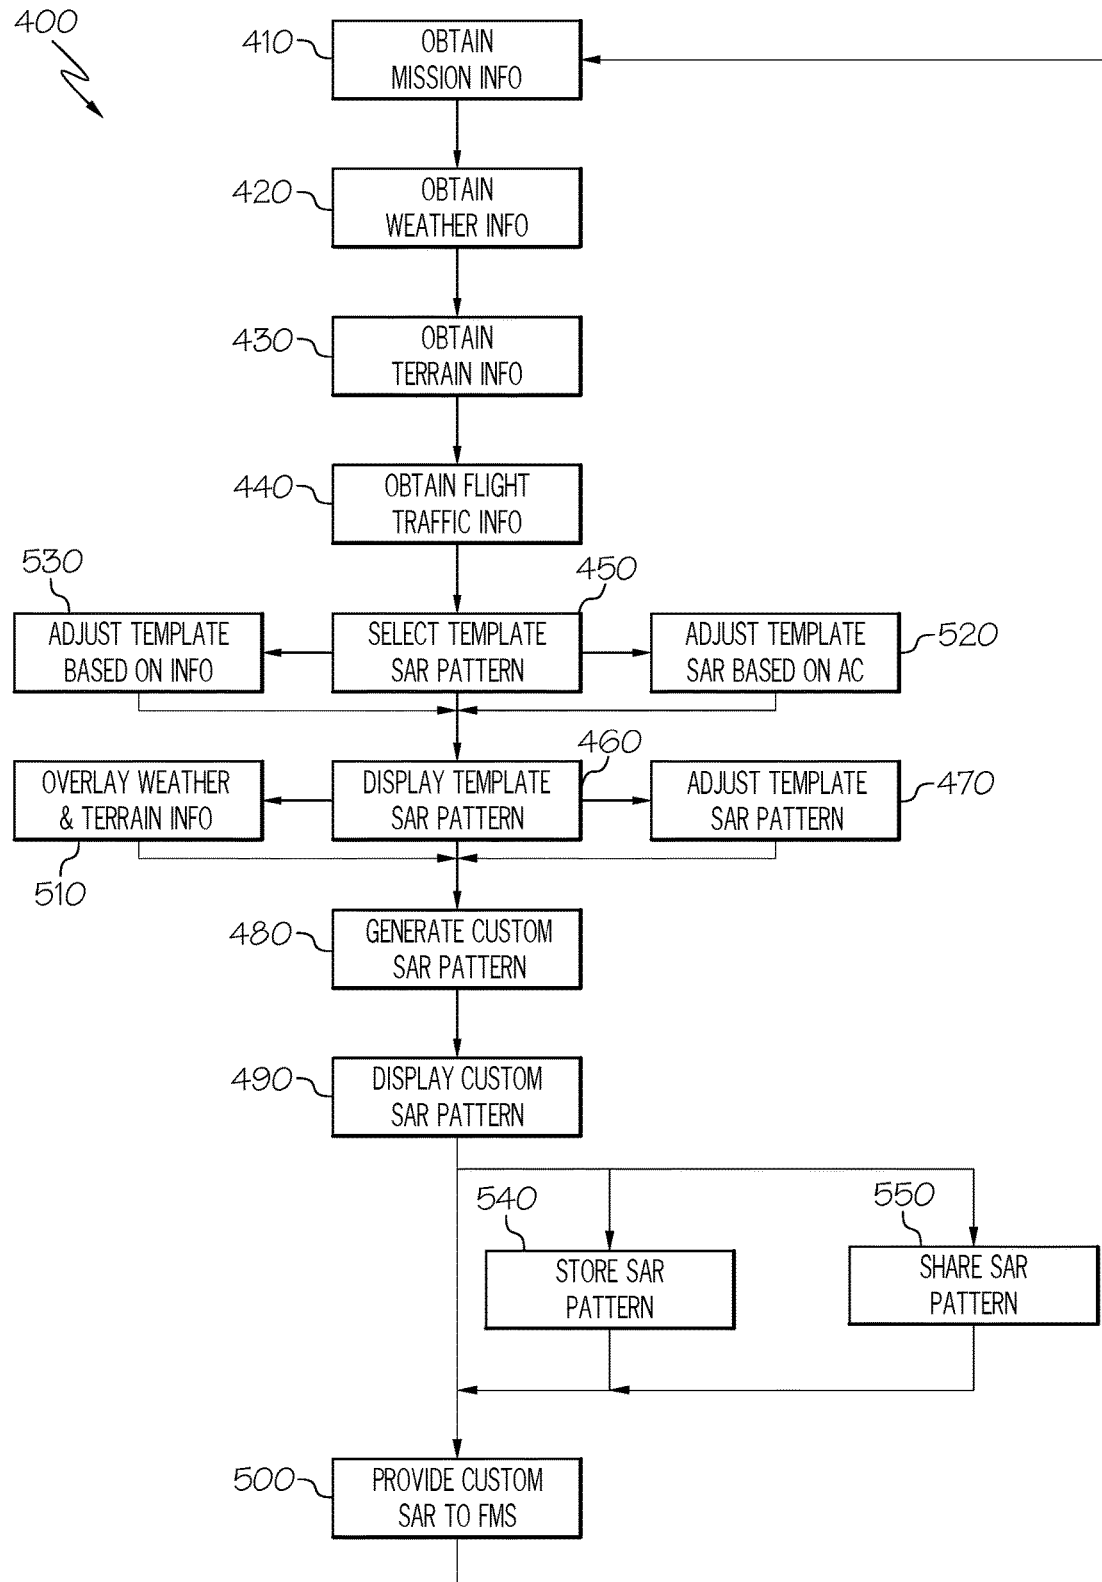 400
410
OBTAIN
MISSION INFO
420
OBTAIN
WEATHER INFO
430
OBTAIN
TERRAIN INFO
440
OBTAIN FLIGHT
TRAFFIC INFO
530
ADJUST TEMPLATE
BASED ON INFO
450
SELECT TEMPLATE
SAR PATTERN
ADJUST TEMPLATE
SAR BASED ON AC
520
OVERLAY WEATHER
& TERRAIN INFO
510
460
DISPLAY TEMPLATE
SAR PATTERN
ADJUST TEMPLATE
SAR PATTERN
470
480
GENERATE CUSTOM
SAR PATTERN
490
DISPLAY CUSTOM
SAR PATTERN
540
STORE SAR
PATTERN
550
SHARE SAR
PATTERN
500
PROVIDE CUSTOM
SAR TO FMS